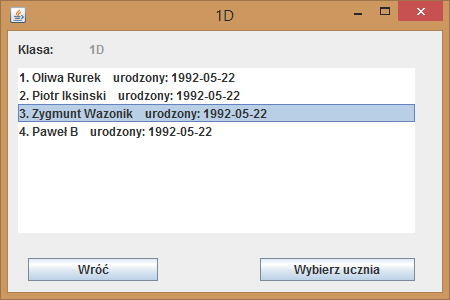 1D
Klasa: 1D
1. Oliwa Rurek urodzony: 1992-05-22
2. Piotr Iksinski urodzony: 1992-05-22
3. Zygmunt Wazonik urodzony: 1992-05-22
4. Paweł B urodzony: 1992-05-22
Wróć Wybierz ucznia